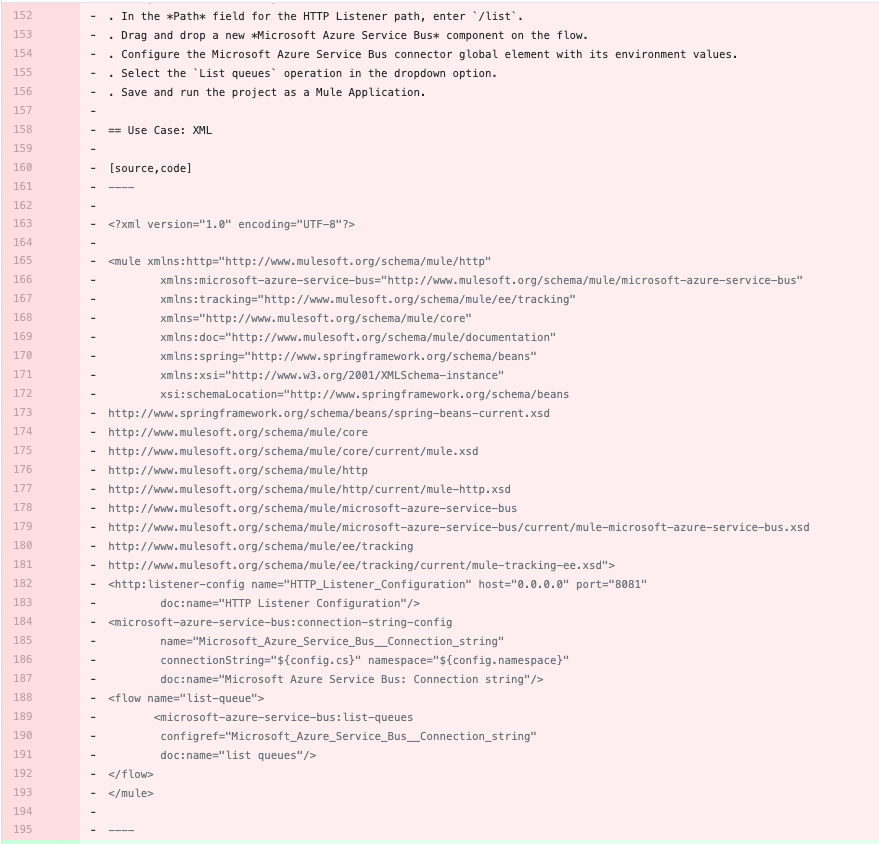 152 - . In the *Path* field for the HTTP Listener path, enter `/list`.
153 - . Drag and drop a new *Microsoft Azure Service Bus* component on the flow.
154 - . Configure the Microsoft Azure Service Bus connector global element with its environment values.
155 - . Select the `List queues` operation in the dropdown option.
156 - . Save and run the project as a Mule Application.
157 -
158 - == Use Case: XML
159 -
160 - [source,code]
161 - ----
162 -
163 - <?xml version="1.0" encoding="UTF-8"?>
164 -
165 - <mule xmlns:http="http://www.mulesoft.org/schema/mule/http"
166 -         xmlns:microsoft-azure-service-bus="http://www.mulesoft.org/schema/mule/microsoft-azure-service-bus"
167 -         xmlns:tracking="http://www.mulesoft.org/schema/mule/ee/tracking"
168 -         xmlns="http://www.mulesoft.org/schema/mule/core"
169 -         xmlns:doc="http://www.mulesoft.org/schema/mule/documentation"
170 -         xmlns:spring="http://www.springframework.org/schema/beans"
171 -         xmlns:xsi="http://www.w3.org/2001/XMLSchema-instance"
172 -         xsi:schemaLocation="http://www.springframework.org/schema/beans
173 - http://www.springframework.org/schema/beans/spring-beans-current.xsd
174 - http://www.mulesoft.org/schema/mule/core
175 - http://www.mulesoft.org/schema/mule/core/current/mule.xsd
176 - http://www.mulesoft.org/schema/mule/http
177 - http://www.mulesoft.org/schema/mule/http/current/mule-http.xsd
178 - http://www.mulesoft.org/schema/mule/microsoft-azure-service-bus
179 - http://www.mulesoft.org/schema/mule/microsoft-azure-service-bus/current/mule-microsoft-azure-service-bus.xsd
180 - http://www.mulesoft.org/schema/mule/ee/tracking
181 - http://www.mulesoft.org/schema/mule/ee/tracking/current/mule-tracking-ee.xsd">
182 - <http:listener-config name="HTTP_Listener_Configuration" host="0.0.0.0" port="8081"
183 -         doc:name="HTTP Listener Configuration"/>
184 - <microsoft-azure-service-bus:connection-string-config
185 -         name="Microsoft_Azure_Service_Bus__Connection_string"
186 -         connectionString="${config.cs}" namespace="${config.namespace}"
187 -         doc:name="Microsoft Azure Service Bus: Connection string"/>
188 - <flow name="list-queue">
189 -        <microsoft-azure-service-bus:list-queues
190 -         configref="Microsoft_Azure_Service_Bus__Connection_string"
191 -         doc:name="list queues"/>
192 - </flow>
193 - </mule>
194 -
195 - ----